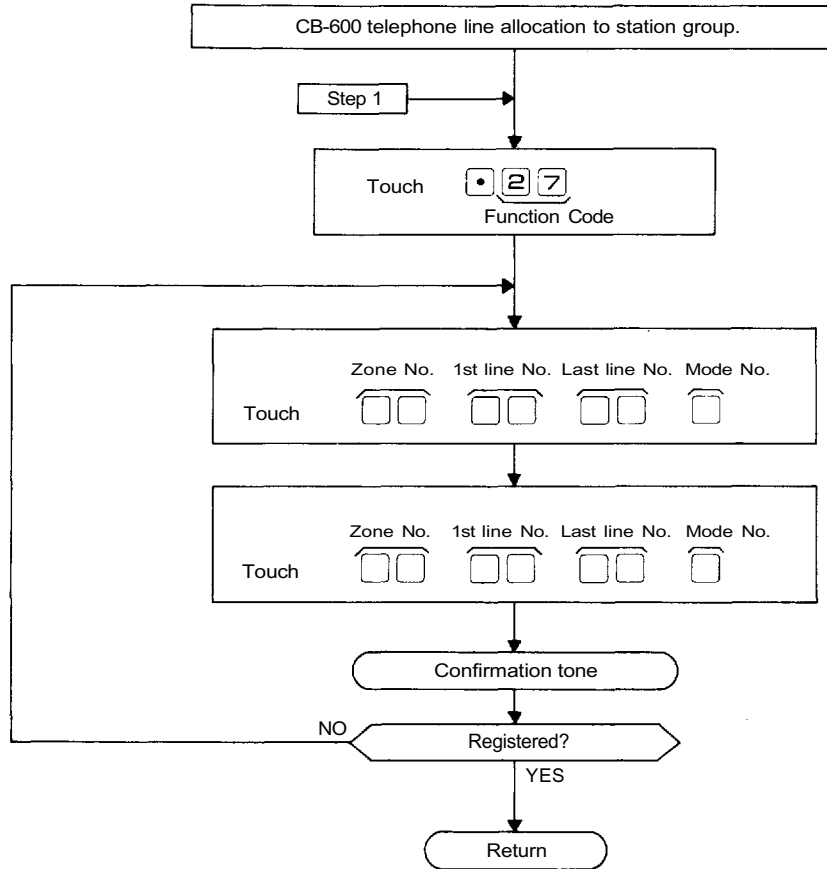 CB-600 telephone line allocation to station group.
Step 1
Touch • 2 7
Function Code
Zone No. 1st line No. Last line No. Mode No.
Touch
Zone No. 1st line No. Last line No. Mode No.
Touch
Confirmation tone
NO Registered?
YES
Return